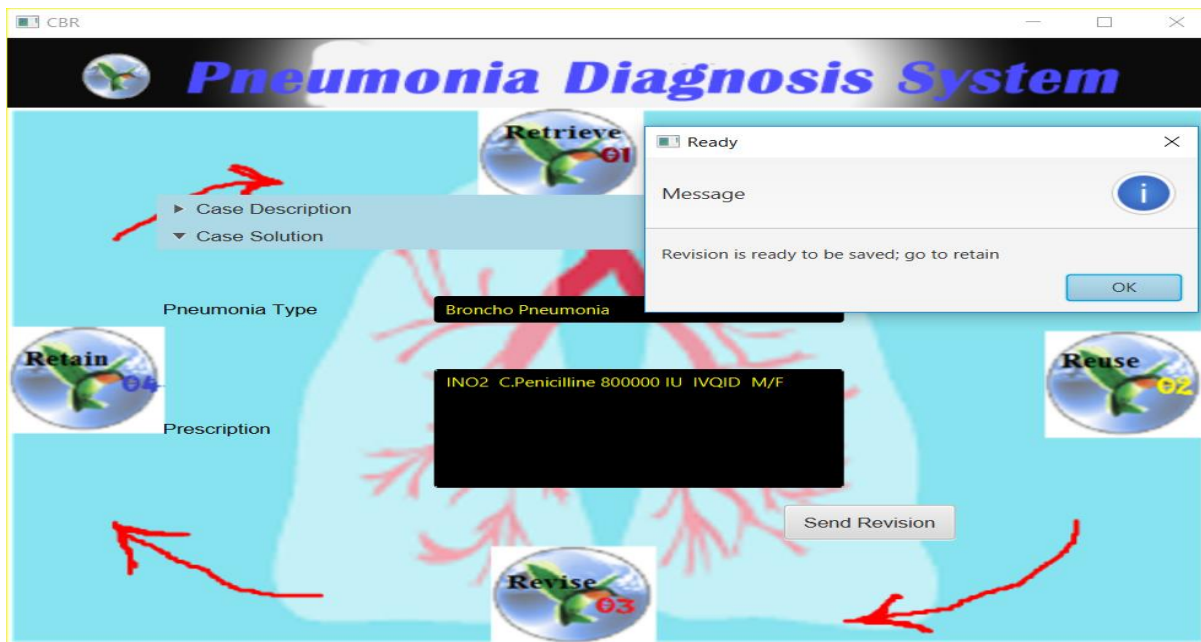 CBR
Pneumonia Diagnosis System
Retrieve
01
Ready
Message
i
Case Description
Case Solution
Revision is ready to be saved; go to retain
OK
Pneumonia Type
Broncho Pneumonia
Retain
04
Reuse
02
INO2 C.Penicilline 800000 IU IVQID M/F
Prescription
Send Revision
Revise
03